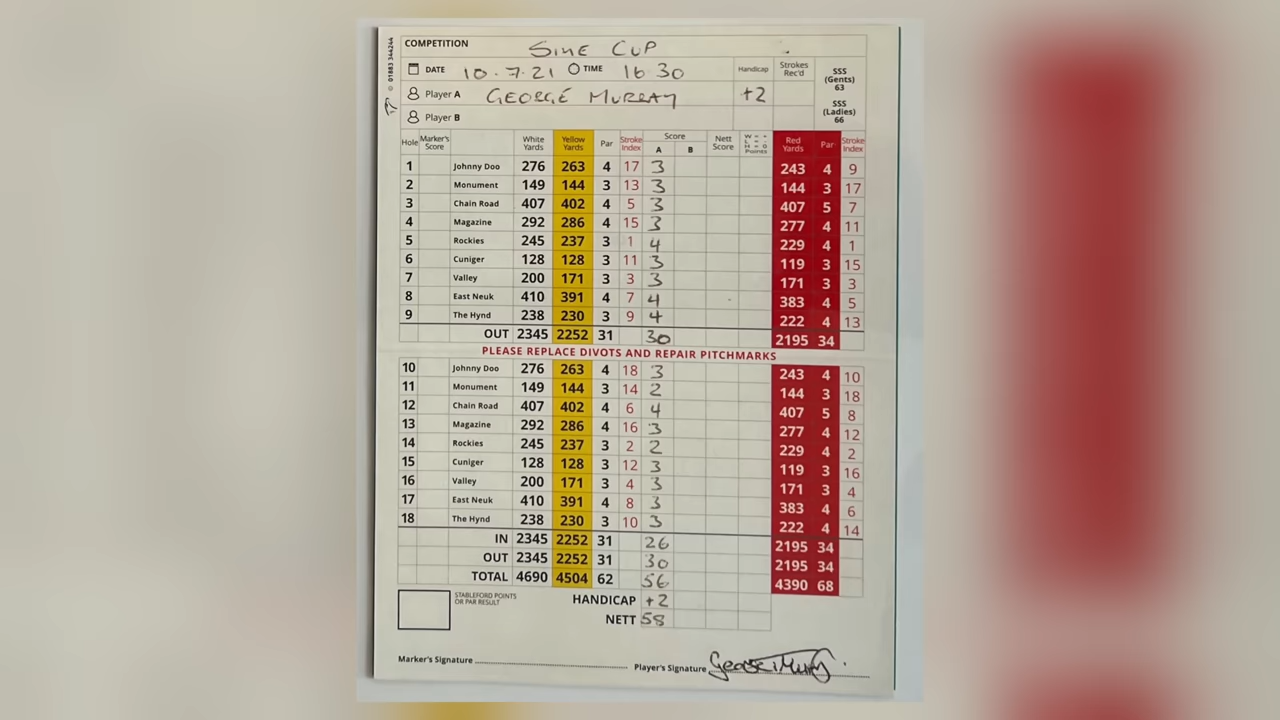 © 01883 344244
COMPETITION SINE CUP
DATE 10.7.21 TIME 16 30 Handicap Strokes Rec'd SSS (Gents) 63
Player A GEORGE MURRAY +2 SSS (Ladies) 66
Player B
Hole Marker's Score White Yards Yellow Yards Par Stroke Index Score A B Nett Score W = + L = - H = O Points Red Yards Par Stroke Index
1 Johnny Doo 276 263 4 17 3 243 4 9
2 Monument 149 144 3 13 3 144 3 17
3 Chain Road 407 402 4 5 3 407 5 7
4 Magazine 292 286 4 15 3 277 4 11
5 Rockies 245 237 3 1 4 229 4 1
6 Cuniger 128 128 3 11 3 119 3 15
7 Valley 200 171 3 3 3 171 3 3
8 East Neuk 410 391 4 7 4 383 4 5
9 The Hynd 238 230 3 9 4 222 4 13
OUT 2345 2252 31 30 2195 34
PLEASE REPLACE DIVOTS AND REPAIR PITCHMARKS
10 Johnny Doo 276 263 4 18 3 243 4 10
11 Monument 149 144 3 14 2 144 3 18
12 Chain Road 407 402 4 6 4 407 5 8
13 Magazine 292 286 4 16 3 277 4 12
14 Rockies 245 237 3 2 2 229 4 2
15 Cuniger 128 128 3 12 3 119 3 16
16 Valley 200 171 3 4 3 171 3 4
17 East Neuk 410 391 4 8 3 383 4 6
18 The Hynd 238 230 3 10 3 222 4 14
IN 2345 2252 31 26 2195 34
OUT 2345 2252 31 30 2195 34
TOTAL 4690 4504 62 56 4390 68
STABLEFORD POINTS OR PAR RESULT HANDICAP +2
NETT 58
Marker's Signature Player's Signature George Murray